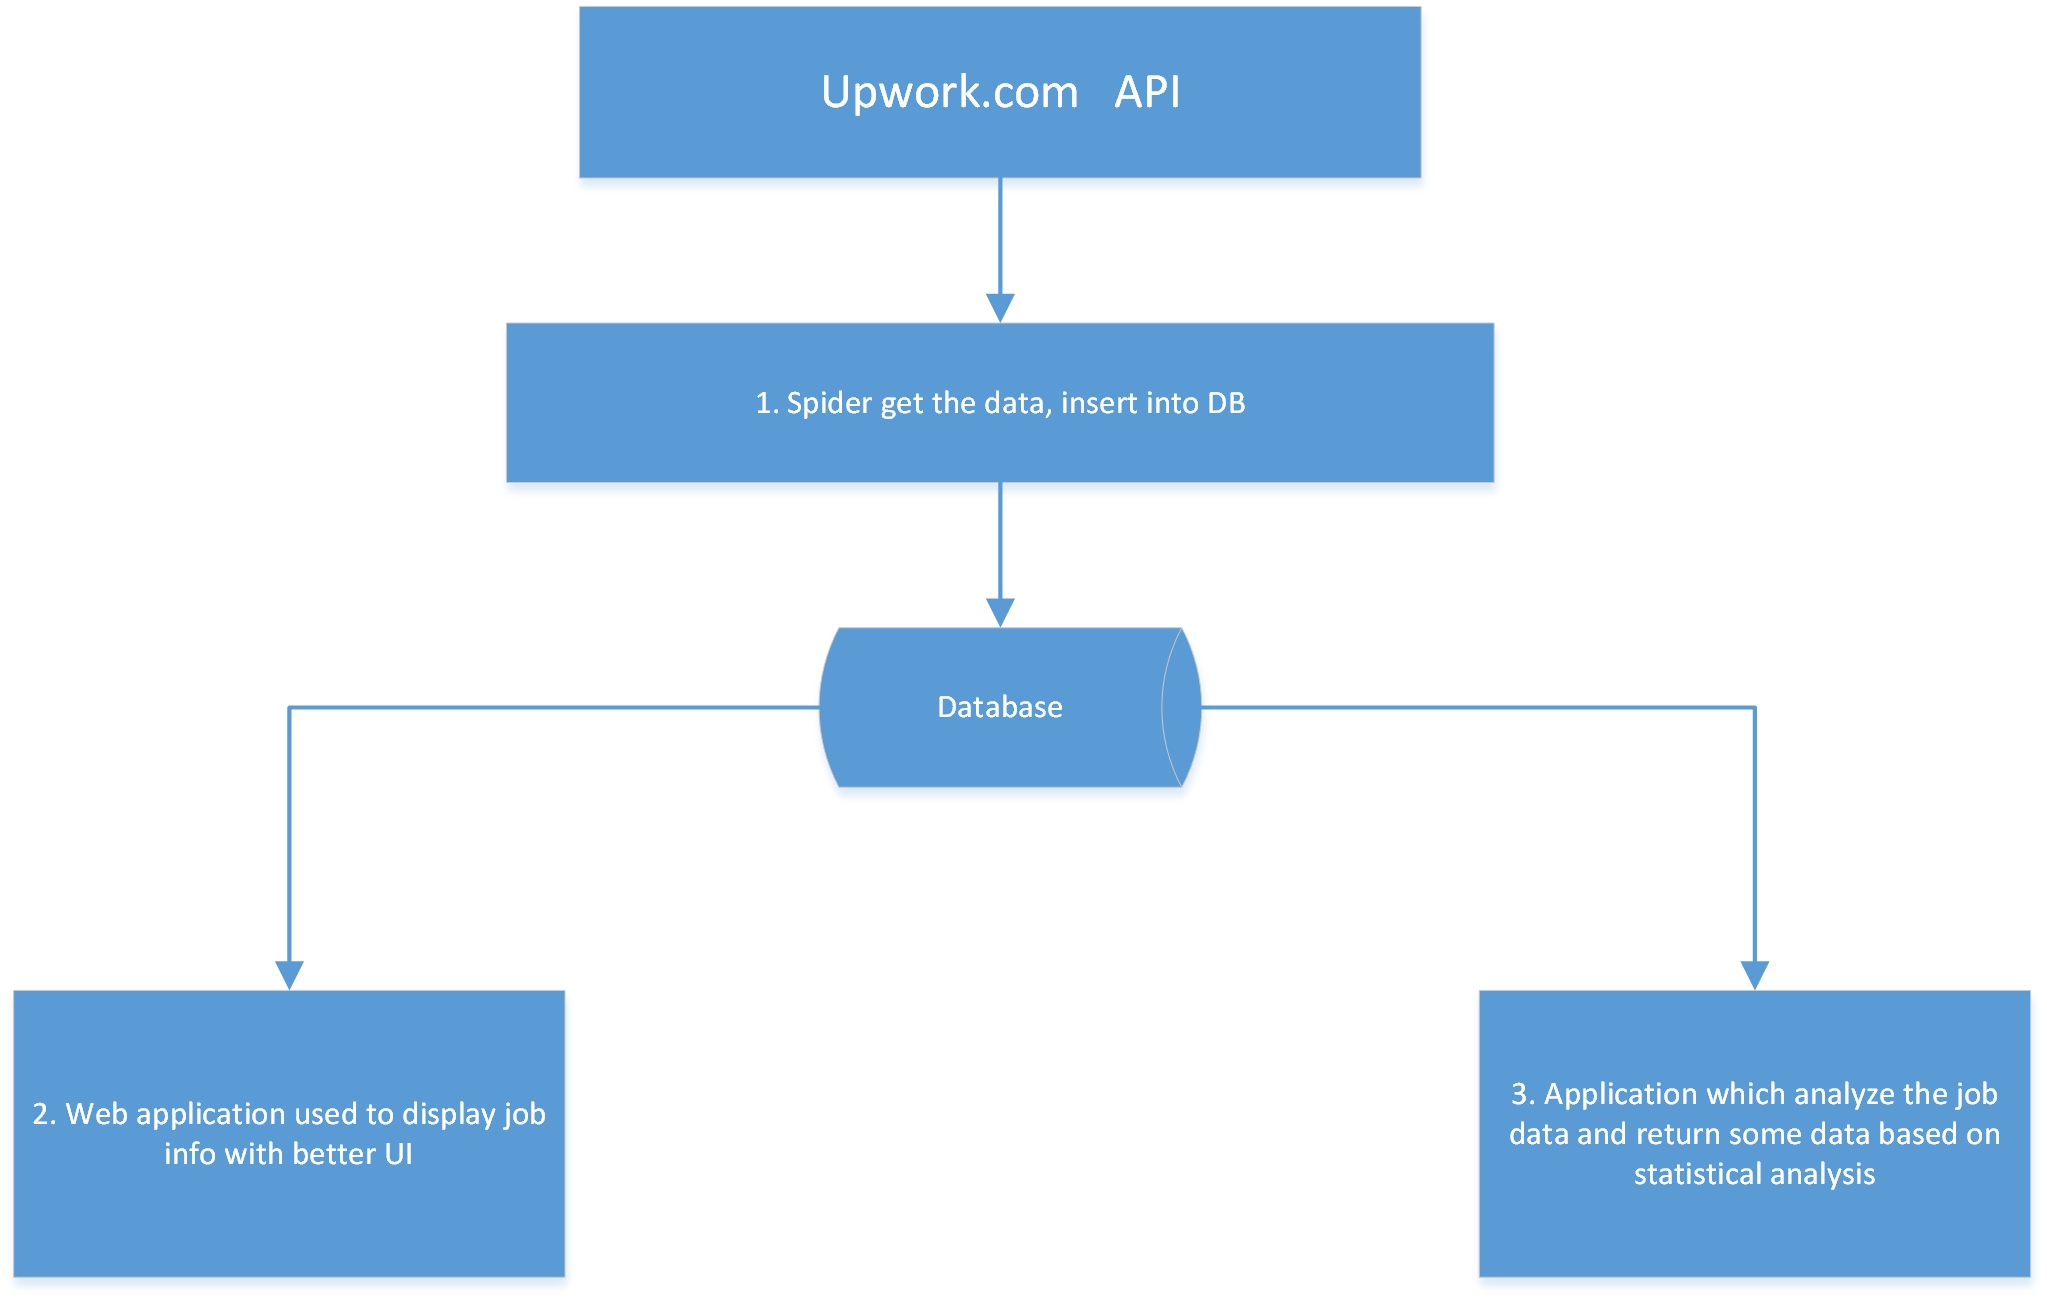 Upwork.com   API
1. Spider get the data, insert into DB
Database
2. Web application used to display job
info with better UI
3. Application which analyze the job
data and return some data based on
statistical analysis